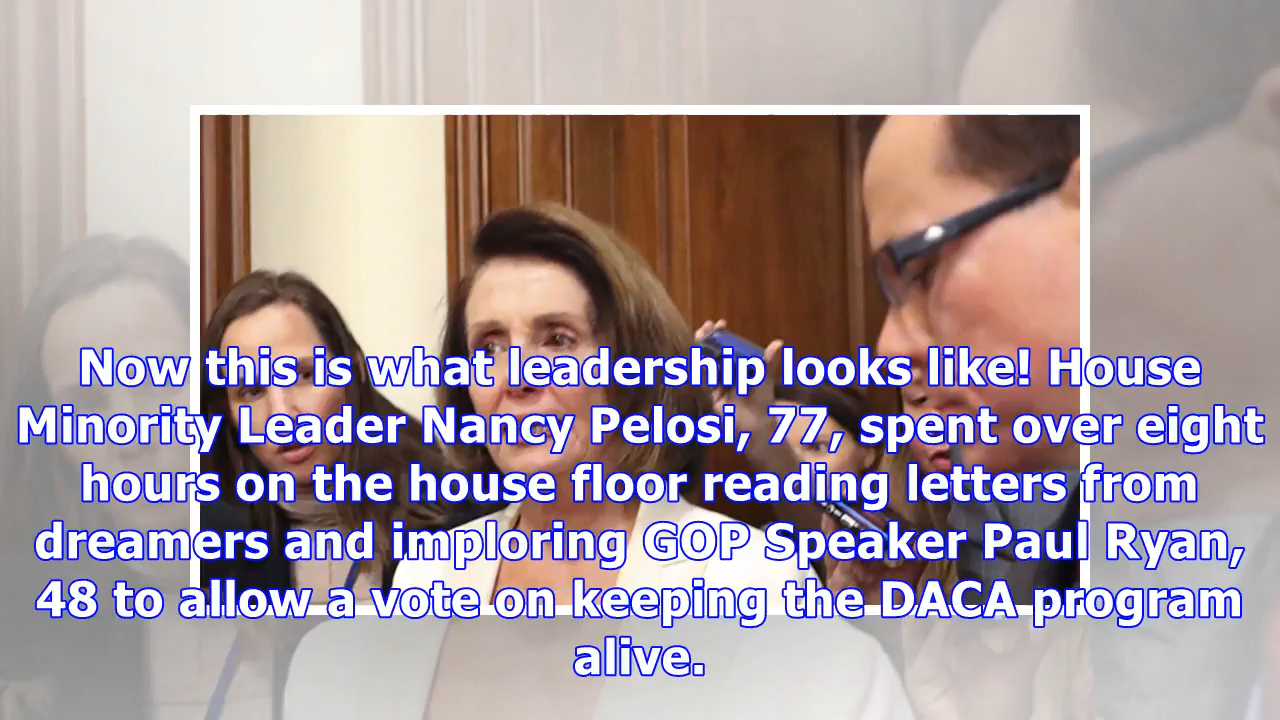 Now this is what leadership looks like! House
Minority Leader Nancy Pelosi, 77, spent over eight
hours on the house floor reading letters from
dreamers and imploring GOP Speaker Paul Ryan,
48 to allow a vote on keeping the DACA program
alive.